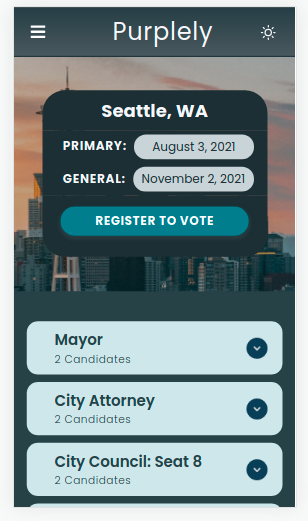 Purplely
Seattle, WA
PRIMARY: August 3, 2021
GENERAL: November 2, 2021
REGISTER TO VOTE
Mayor
2 Candidates
City Attorney
2 Candidates
City Council: Seat 8
2 Candidates